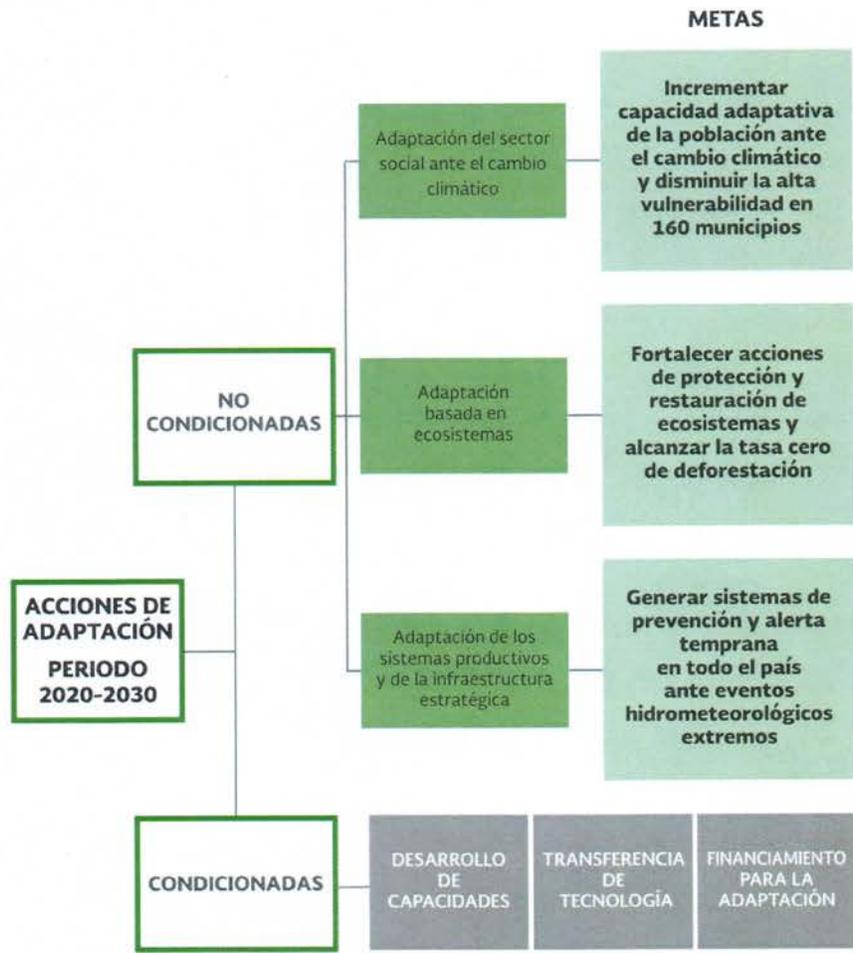 METAS
Adaptación del sector
social ante el cambio
climático
Incrementar
capacidad adaptativa
de la población ante
el cambio climático
y disminuir la alta
vulnerabilidad en
160 municipios
NO
CONDICIONADAS
Adaptación
basada en
ecosistemas
Fortalecer acciones
de protección y
restauración de
ecosistemas y
alcanzar la tasa cero
de deforestación
ACCIONES DE
ADAPTACIÓN
PERIODO
2020-2030
Adaptación de los
sistemas productivos
y de la infraestructura
estratégica
Generar sistemas de
prevención y alerta
temprana
en todo el país
ante eventos
hidrometeorológicos
extremos
CONDICIONADAS
DESARROLLO
DE
CAPACIDADES
TRANSFERENCIA
DE
TECNOLOGÍA
FINANCIAMIENTO
PARA LA
ADAPTACIÓN